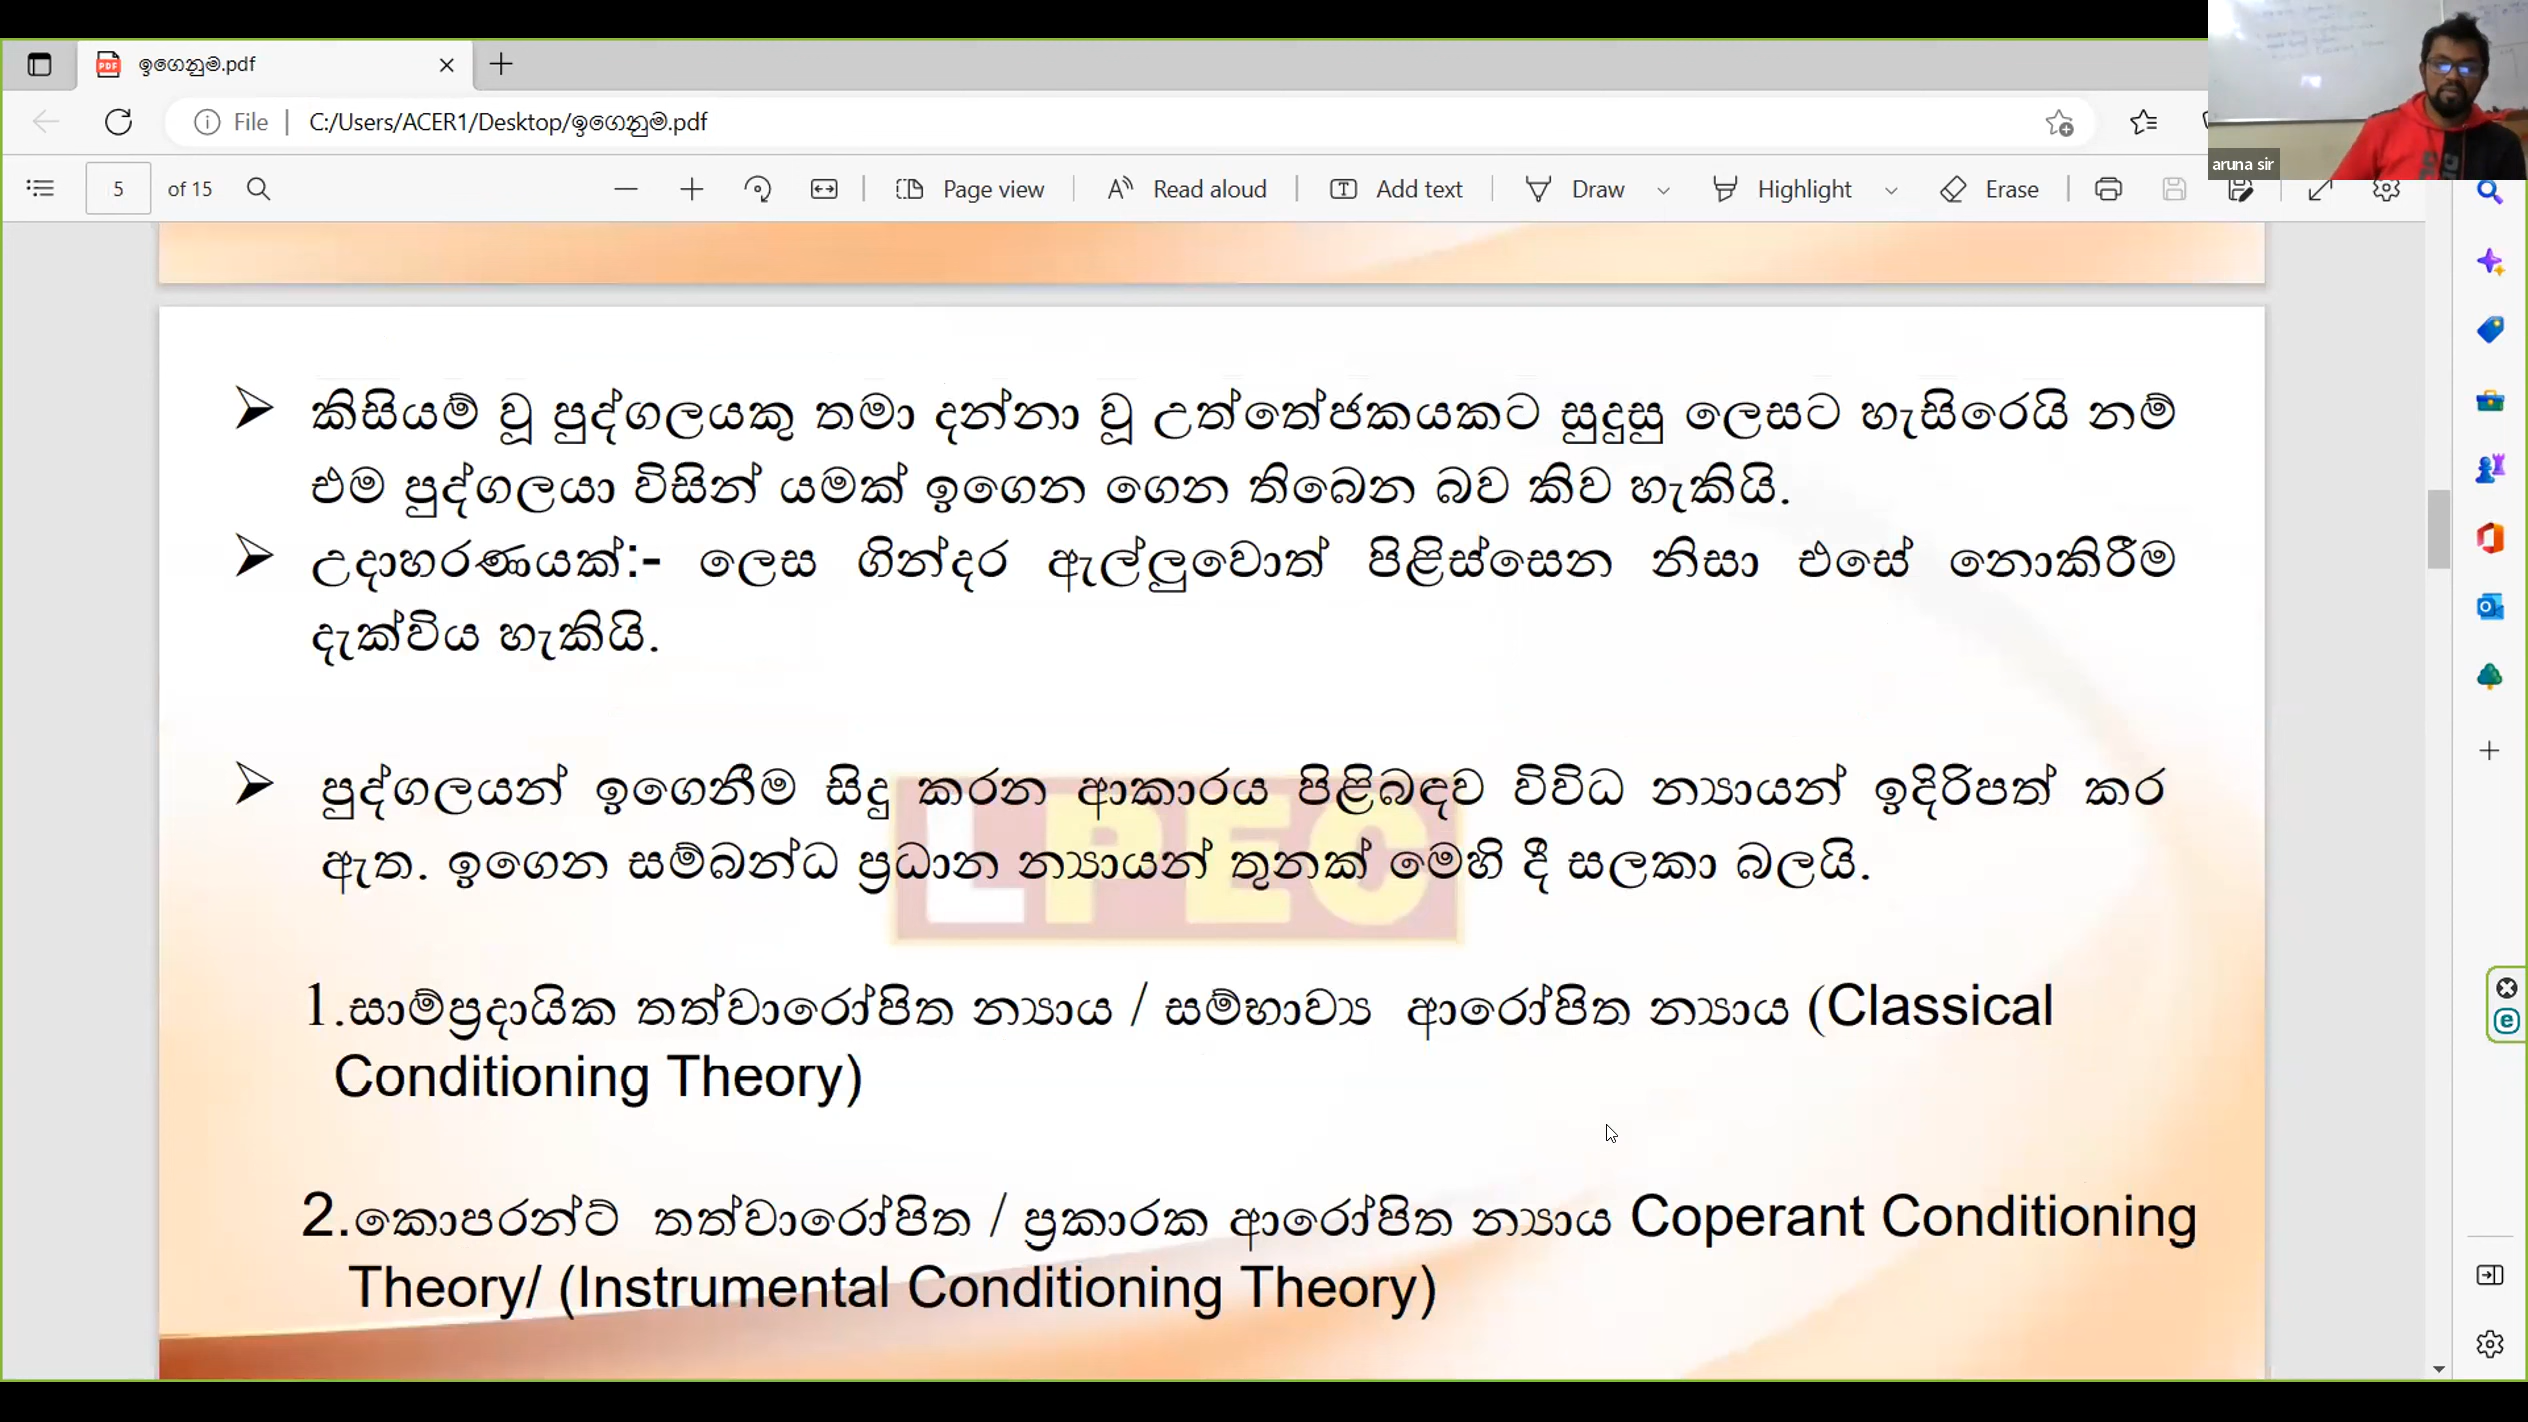 ඉගෙනුම.pdf
File
C:/Users/ACER1/Desktop/ඉගෙනුම.pdf
aruna sir
5 of 15
Page view
Read aloud
Add text
Draw
Highlight
Erase
කිසියම් වූ පුද්ගලයකු තමා දන්නා වූ උත්තේජකයකට සුදුසු ලෙසට හැසිරෙයි නම්
එම පුද්ගලයා විසින් යමක් ඉගෙන ගෙන තිබෙන බව කිව හැකියි.
උදාහරණයක්:- ලෙස ගින්දර ඇල්ලුවොත් පිළිස්සෙන නිසා එසේ නොකිරීම
දැක්විය හැකියි.
පුද්ගලයන් ඉගෙනීම සිදු කරන ආකාරය පිළිබඳව විවිධ න්‍යායන් ඉදිරිපත් කර
ඇත. ඉගෙන සම්බන්ධ ප්‍රධාන න්‍යායන් තුනක් මෙහි දී සලකා බලයි.
LPEC
1.සාම්ප්‍රදායික තත්වාරෝපිත න්‍යාය / සම්භාව්‍ය ආරෝපිත න්‍යාය (Classical
Conditioning Theory)
2.කොපරන්ට් තත්වාරෝපිත / ප්‍රකාරක ආරෝපිත න්‍යාය Coperant Conditioning
Theory/ (Instrumental Conditioning Theory)